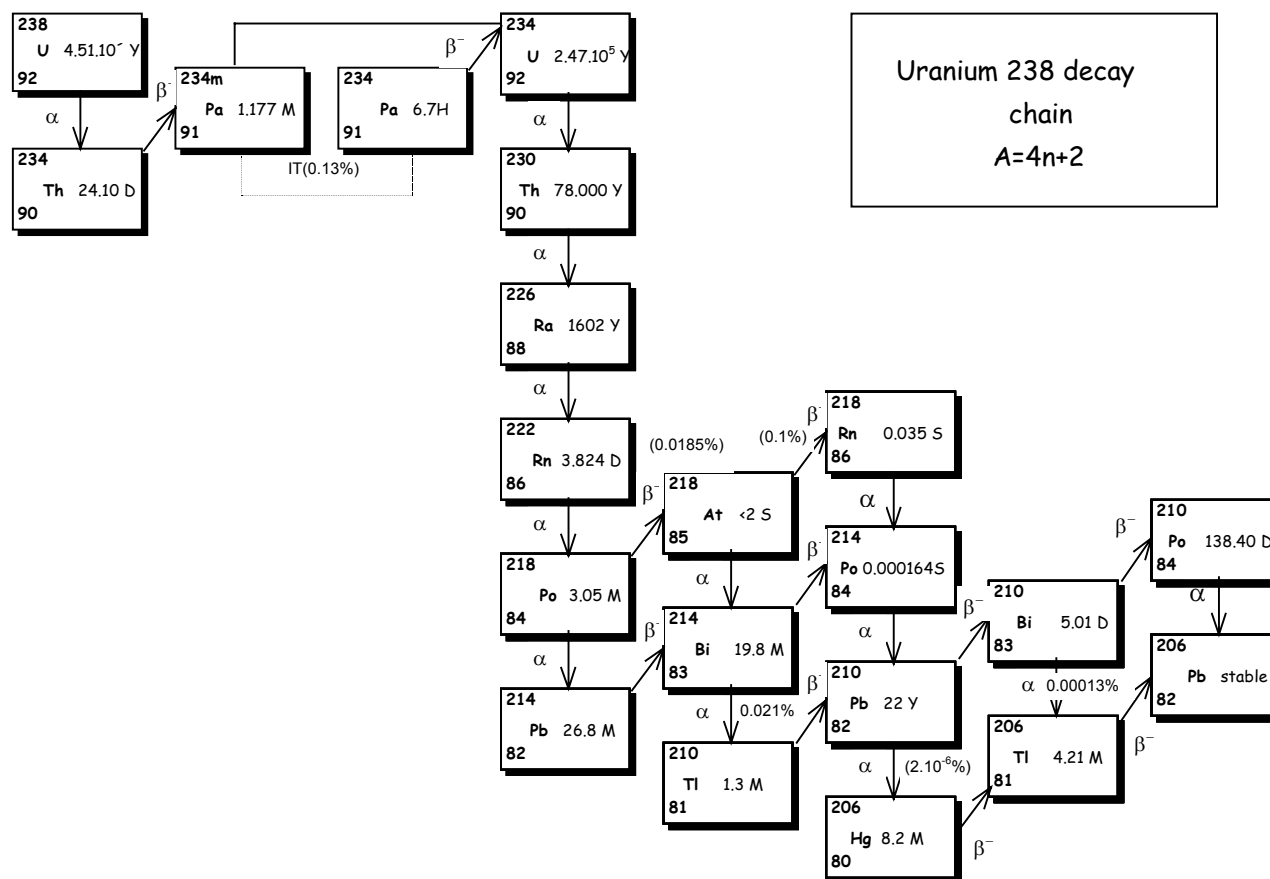 238
U 4.51.10´ Y
92
α
234
Th 24.10 D
90
β-
234m
Pa 1.177 M
91
IT(0.13%)
234
Pa 6.7H
91
β−
234
U 2.47.10⁵ Y
92
α
230
Th 78.000 Y
90
α
226
Ra 1602 Y
88
α
222
Rn 3.824 D
86
α
218
Po 3.05 M
84
α
214
Pb 26.8 M
82
(0.0185%)
β−
218
At <2 S
85
α
β-
214
Bi 19.8 M
83
α 0.021%
210
Tl 1.3 M
81
(0.1%)
β-
218
Rn 0.035 S
86
α
β-
214
Po 0.000164S
84
α
β-
210
Pb 22 Y
82
α (2.10⁻⁶%)
206
Hg 8.2 M
80
β−
β−
210
Bi 5.01 D
83
α 0.00013%
206
Tl 4.21 M
81
β−
β−
210
Po 138.40 D
84
α
206
Pb stable
82
Uranium 238 decay
chain
A=4n+2